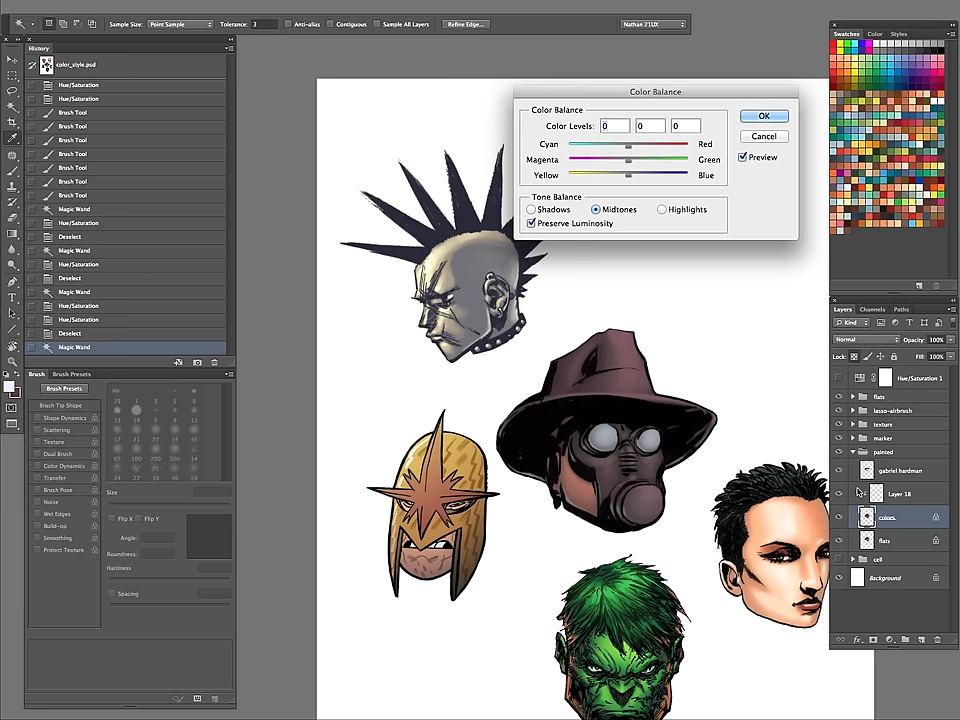 Sample Size: Point Sample Tolerance: 3 Anti-alias Contiguous Sample All Layers Refine Edge... Nathan 21UX
History
color_style.psd
Hue/Saturation
Hue/Saturation
Brush Tool
Brush Tool
Brush Tool
Brush Tool
Brush Tool
Brush Tool
Brush Tool
Magic Wand
Hue/Saturation
Deselect
Magic Wand
Hue/Saturation
Deselect
Magic Wand
Hue/Saturation
Hue/Saturation
Deselect
Magic Wand
Brush Brush Presets
Brush Presets
Brush Tip Shape
Shape Dynamics
Scattering
Texture
Dual Brush
Color Dynamics
Transfer
Brush Pose
Noise
Wet Edges
Build-up
Smoothing
Protect Texture
Size
Flip X Flip Y
Angle:
Roundness:
Hardness
Spacing
Color Balance
Color Balance
Color Levels: 0 0 0
Cyan Red
Magenta Green
Yellow Blue
Tone Balance
Shadows Midtones Highlights
Preserve Luminosity
OK
Cancel
Preview
Swatches Color Styles
Layers Channels Paths
Kind
Normal Opacity: 100%
Lock: Fill: 100%
Hue/Saturation 1
flats
lasso-airbrush
texture
marker
painted
gabriel hardman
Layer 18
colors
flats
cell
Background
fx